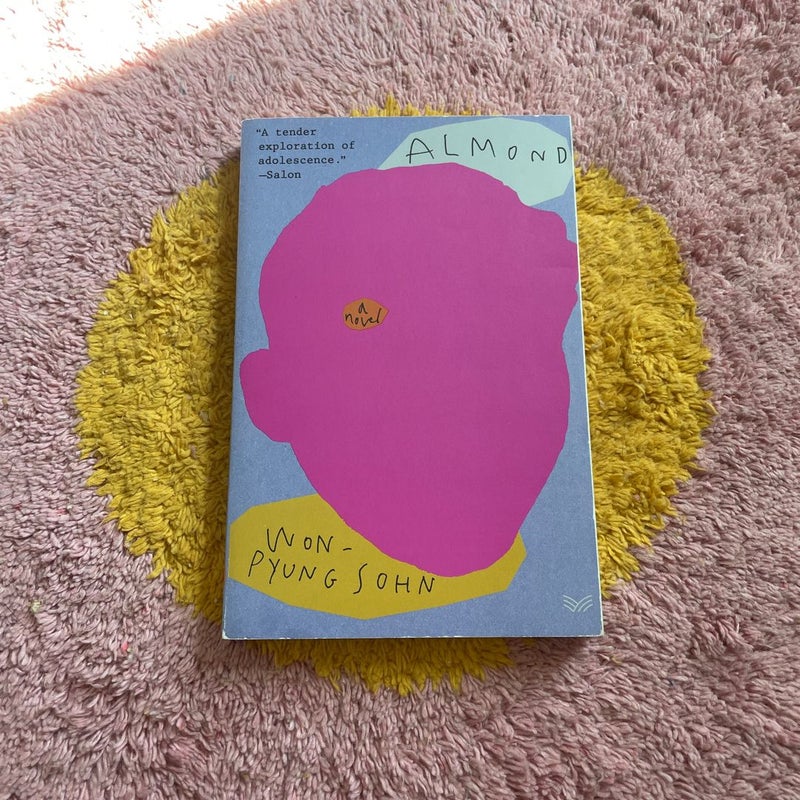 “A tender
exploration of
adolescence.”
—Salon
ALMOND
a
novel
WON-
PYUNG SOHN